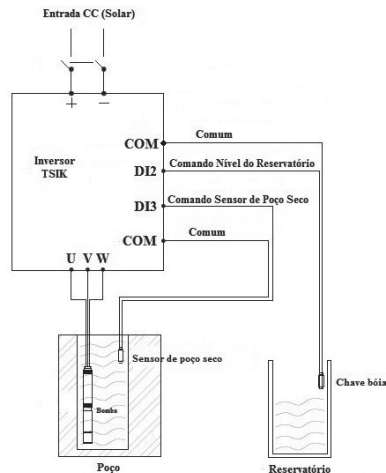 Entrada CC (Solar)
+ −
Inversor
TSIK
COM
Comum
DI2
Comando Nível do Reservatório
DI3
Comando Sensor de Poço Seco
COM
Comum
U V W
Sensor de poço seco
Chave bóia
Bomba
Poço
Reservatório